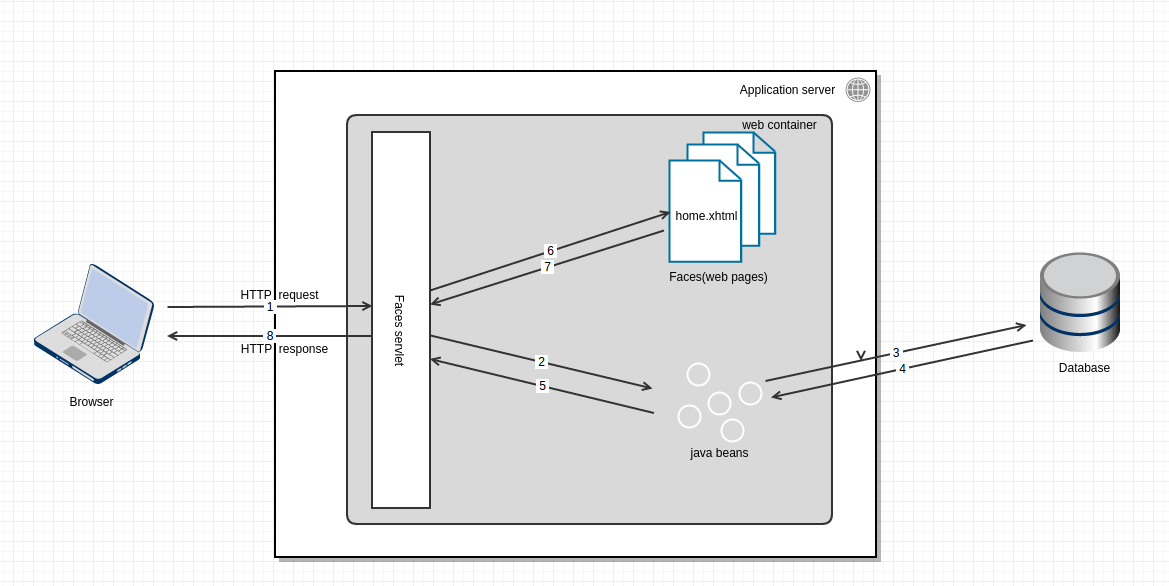 Application server
web container
home.xhtml
6
7
Faces(web pages)
HTTP request
1
8
HTTP response
Faces servlet
2
5
3
4
java beans
Browser
Database